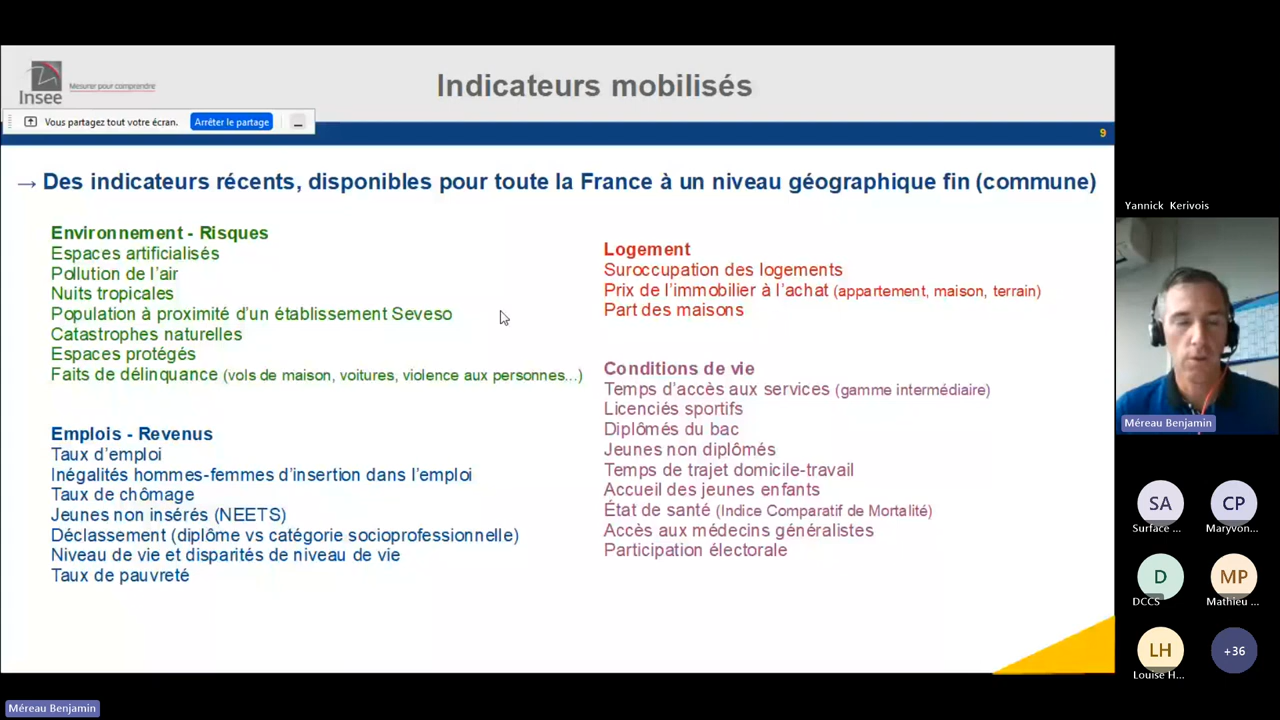 Insee
Mesurer pour comprendre
Indicateurs mobilisés
Vous partagez tout votre écran.
Arrêter le partage
9
→ Des indicateurs récents, disponibles pour toute la France à un niveau géographique fin (commune)
Environnement - Risques
Espaces artificialisés
Pollution de l'air
Nuits tropicales
Population à proximité d'un établissement Seveso
Catastrophes naturelles
Espaces protégés
Faits de délinquance (vols de maison, voitures, violence aux personnes...)
Emplois - Revenus
Taux d'emploi
Inégalités hommes-femmes d'insertion dans l'emploi
Taux de chômage
Jeunes non insérés (NEETS)
Déclassement (diplôme vs catégorie socioprofessionnelle)
Niveau de vie et disparités de niveau de vie
Taux de pauvreté
Logement
Suroccupation des logements
Prix de l'immobilier à l'achat (appartement, maison, terrain)
Part des maisons
Conditions de vie
Temps d'accès aux services (gamme intermédiaire)
Licenciés sportifs
Diplômés du bac
Jeunes non diplômés
Temps de trajet domicile-travail
Accueil des jeunes enfants
État de santé (Indice Comparatif de Mortalité)
Accès aux médecins généralistes
Participation électorale
Yannick Kerivois
Méreau Benjamin
SA
Surface ...
CP
Maryvon...
D
DCCS
MP
Mathieu ...
LH
Louise H...
+36
Méreau Benjamin